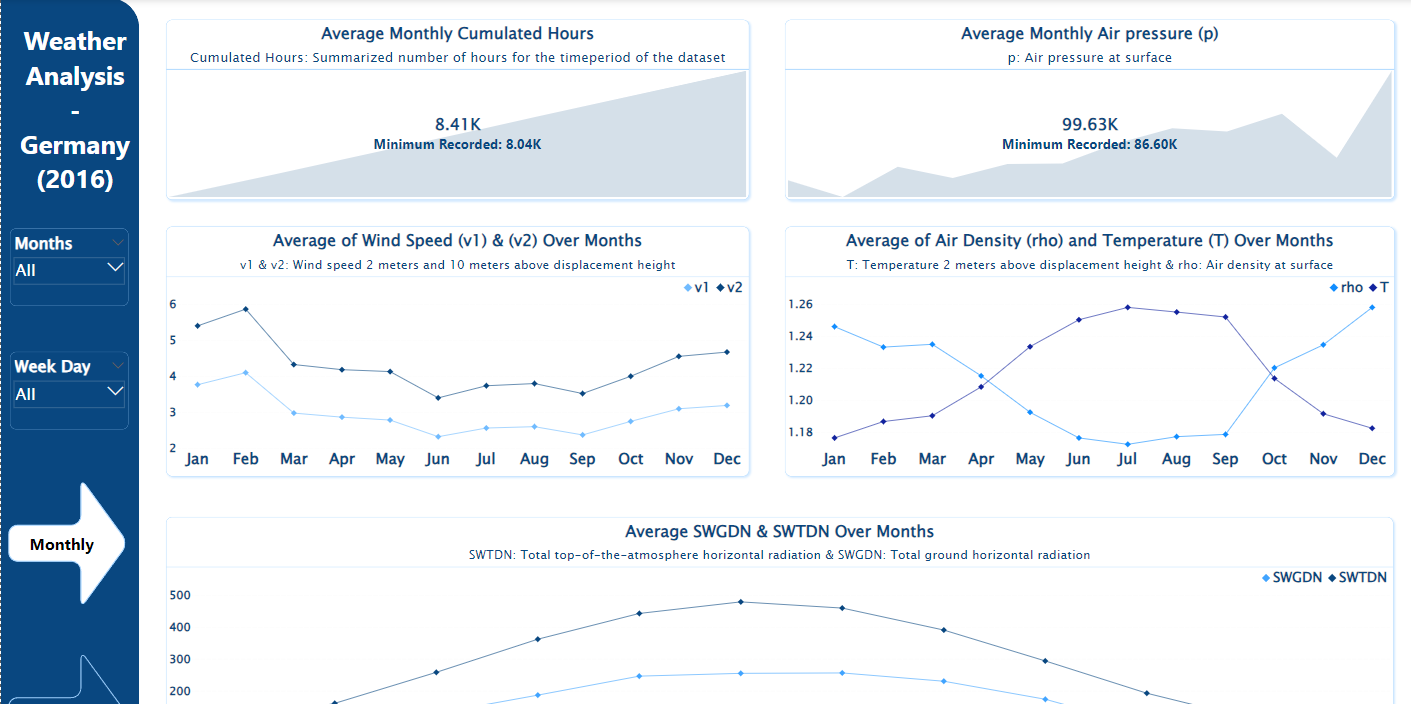 Weather
Analysis
-
Germany
(2016)
Months
All
Week Day
All
Monthly
Average Monthly Cumulated Hours
Cumulated Hours: Summarized number of hours for the timeperiod of the dataset
8.41K
Minimum Recorded: 8.04K
Average Monthly Air pressure (p)
p: Air pressure at surface
99.63K
Minimum Recorded: 86.60K
Average of Wind Speed (v1) & (v2) Over Months
v1 & v2: Wind speed 2 meters and 10 meters above displacement height
v1 v2
6
5
4
3
2
Jan Feb Mar Apr May Jun Jul Aug Sep Oct Nov Dec
Average of Air Density (rho) and Temperature (T) Over Months
T: Temperature 2 meters above displacement height & rho: Air density at surface
rho T
1.26
1.24
1.22
1.20
1.18
Jan Feb Mar Apr May Jun Jul Aug Sep Oct Nov Dec
Average SWGDN & SWTDN Over Months
SWTDN: Total top-of-the-atmosphere horizontal radiation & SWGDN: Total ground horizontal radiation
SWGDN SWTDN
500
400
300
200